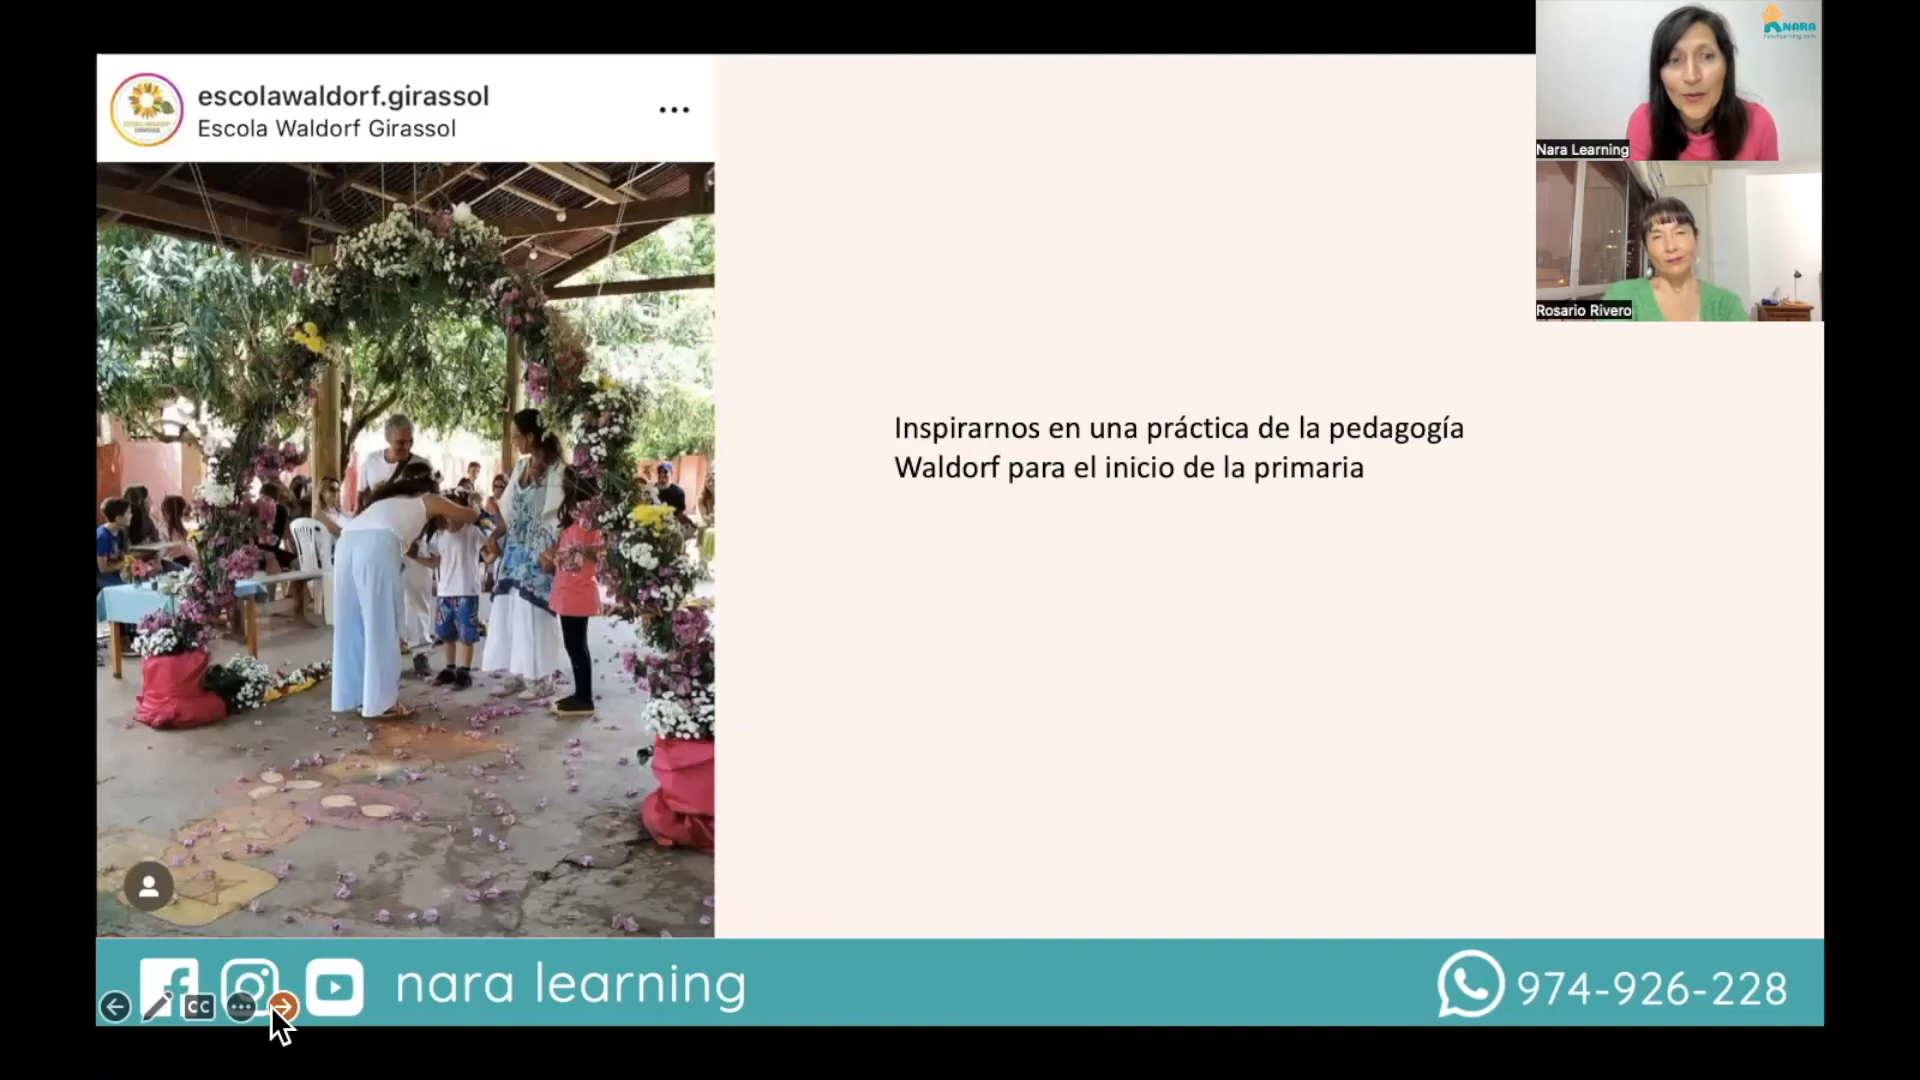 escolawaldorf.girassol
Escola Waldorf Girassol
NARA
Nara Learning
Rosario Rivero
Inspirarnos en una práctica de la pedagogía
Waldorf para el inicio de la primaria
CC
nara learning
974-926-228